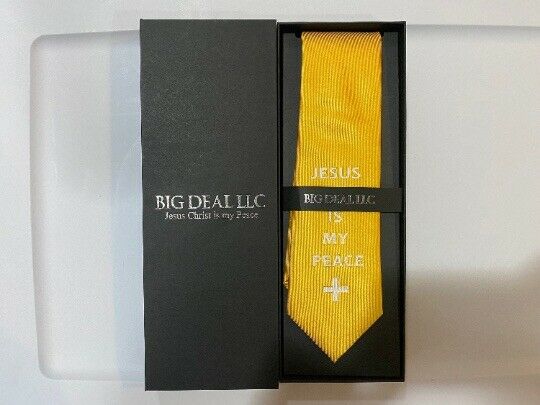 BIG DEAL LLC.
Jesus Christ is my Peace
JESUS
BIG DEAL LLC.
IS
MY
PEACE